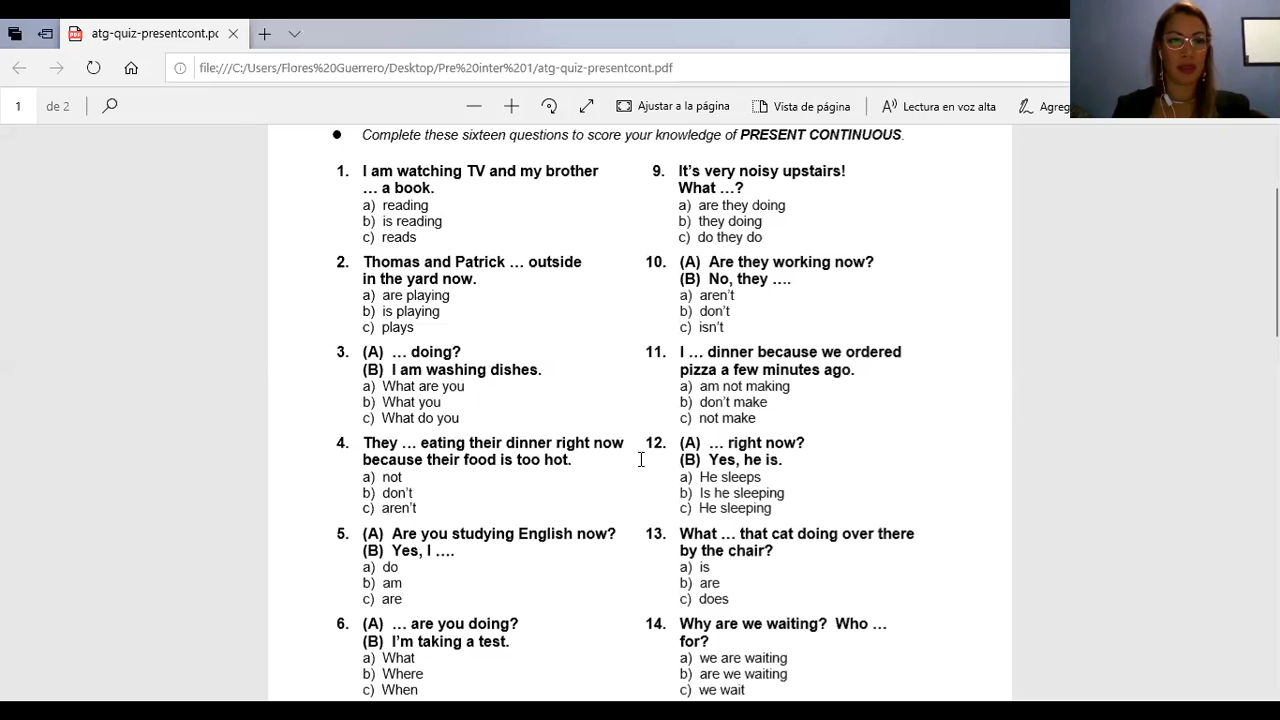 atg-quiz-presentcont.pc
file:///C:/Users/Flores%20Guerrero/Desktop/Pre%20inter%201/atg-quiz-presentcont.pdf
1 de 2
Ajustar a la página
Vista de página
Lectura en voz alta
Agreg
● Complete these sixteen questions to score your knowledge of PRESENT CONTINUOUS.
1. I am watching TV and my brother
… a book.
a) reading
b) is reading
c) reads
2. Thomas and Patrick … outside
in the yard now.
a) are playing
b) is playing
c) plays
3. (A) … doing?
(B) I am washing dishes.
a) What are you
b) What you
c) What do you
4. They … eating their dinner right now
because their food is too hot.
a) not
b) don’t
c) aren’t
5. (A) Are you studying English now?
(B) Yes, I ….
a) do
b) am
c) are
6. (A) … are you doing?
(B) I’m taking a test.
a) What
b) Where
c) When
9. It’s very noisy upstairs!
What …?
a) are they doing
b) they doing
c) do they do
10. (A) Are they working now?
(B) No, they ….
a) aren’t
b) don’t
c) isn’t
11. I … dinner because we ordered
pizza a few minutes ago.
a) am not making
b) don’t make
c) not make
12. (A) … right now?
(B) Yes, he is.
a) He sleeps
b) Is he sleeping
c) He sleeping
13. What … that cat doing over there
by the chair?
a) is
b) are
c) does
14. Why are we waiting? Who …
for?
a) we are waiting
b) are we waiting
c) we wait